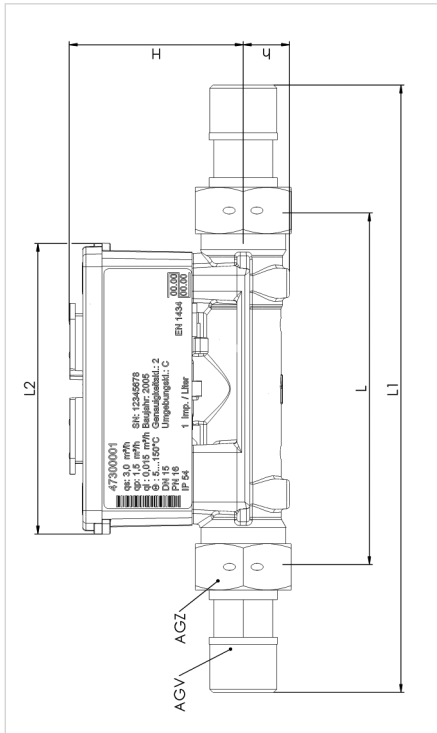 H
h
L2
L
L1
47300001
qs: 3,0 m³/h
qp: 1,5 m³/h SN: 12345678
qi : 0,015 m³/h Baujahr: 2005
Θ : 5...150°C Genauigkeitskl.: 2
DN 15 Umgebungskl.: C
PN 16
IP 54 1 Imp. / Liter
EN 1434
00.00
00.00
AGZ
AGV